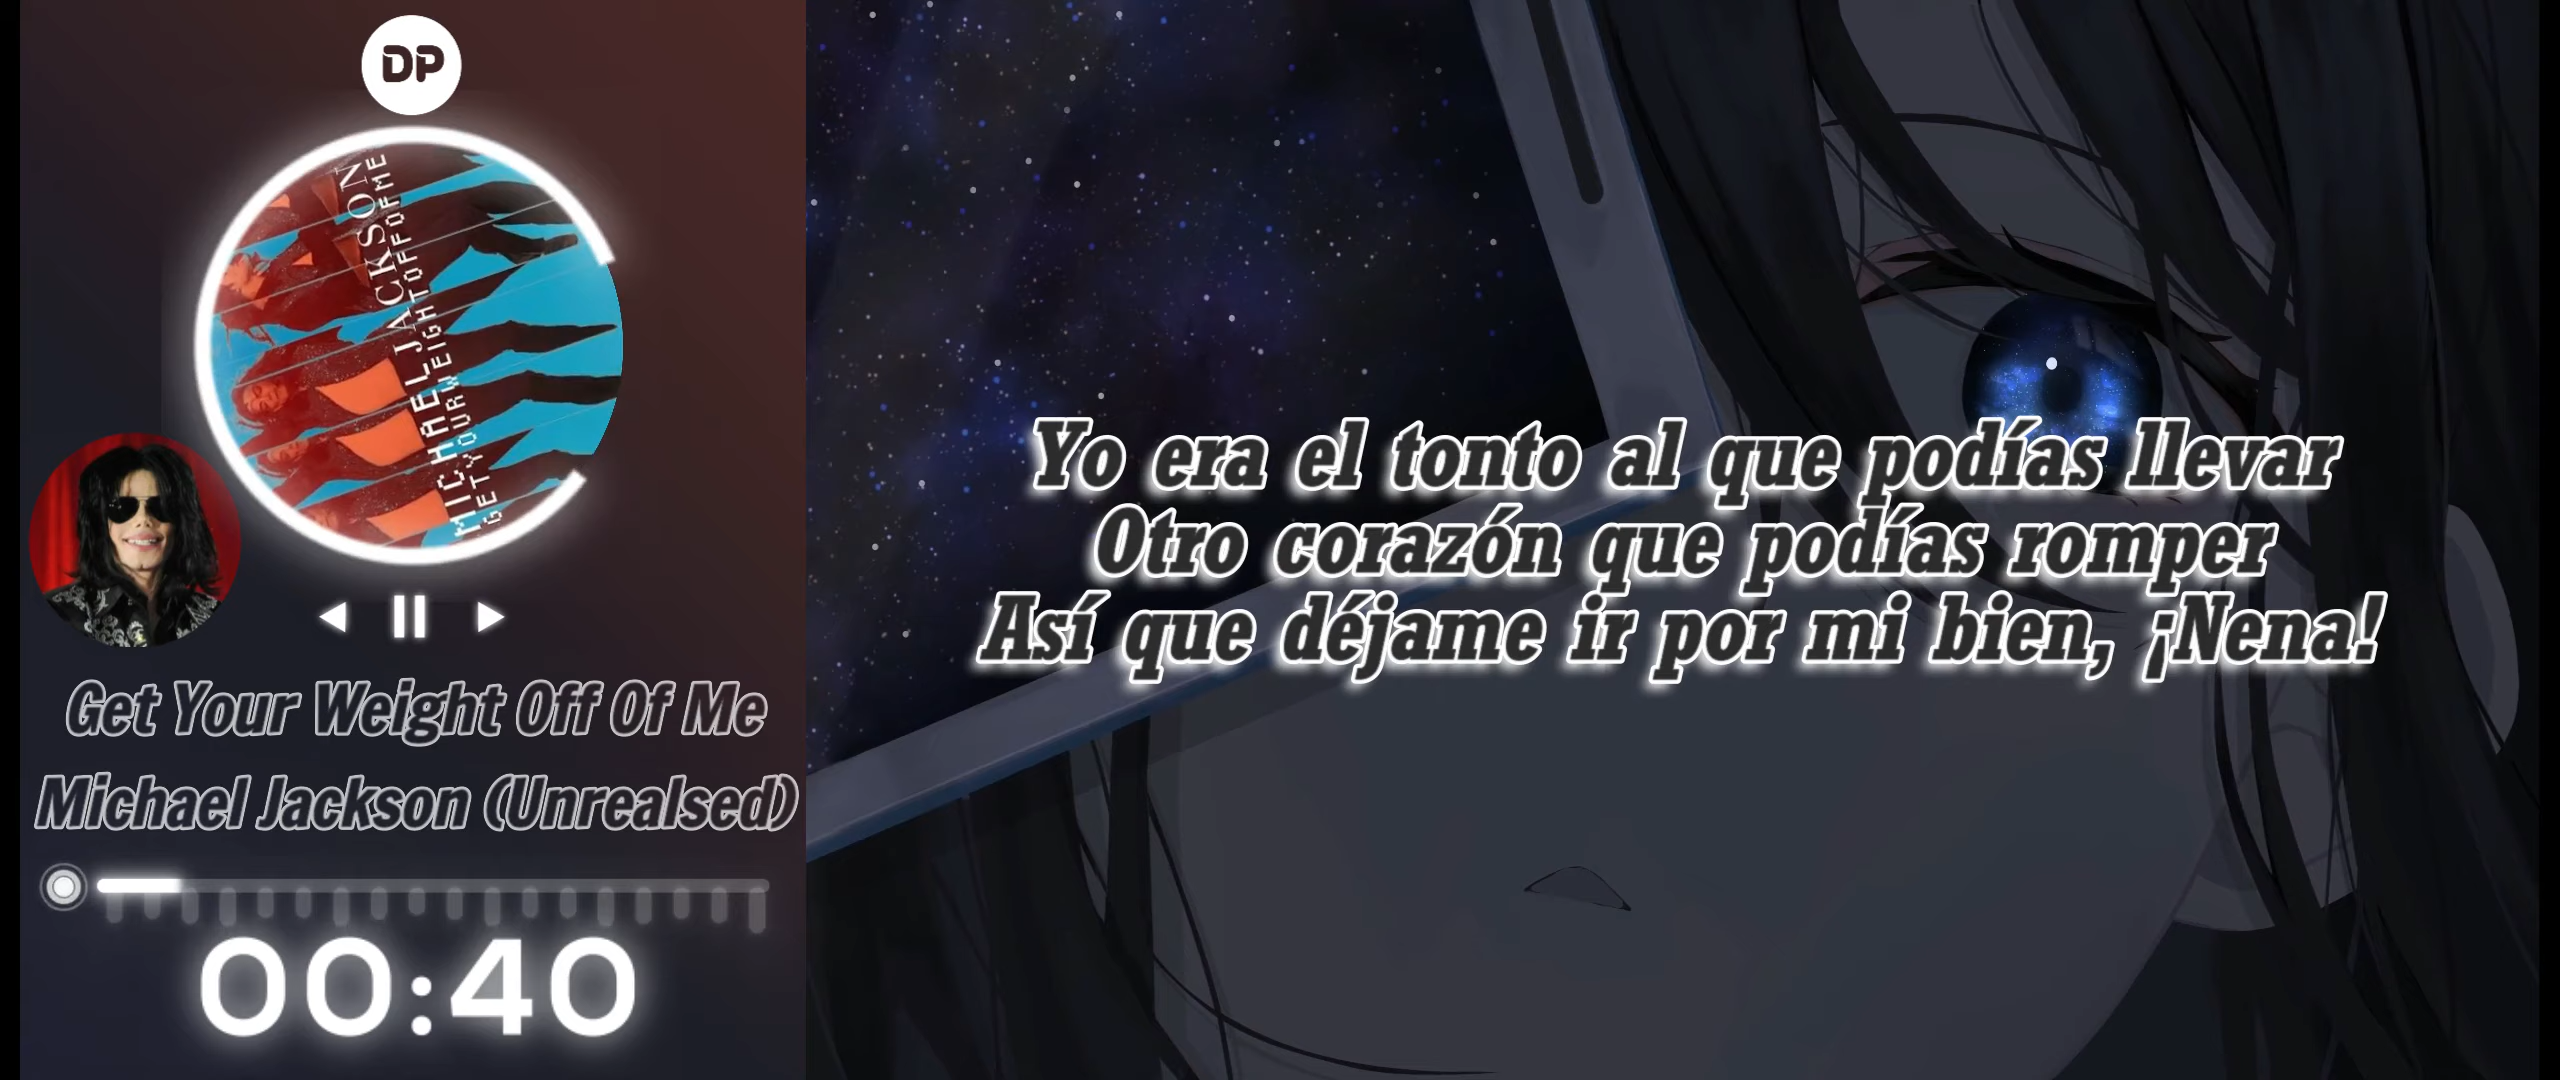 DP
MICHAEL JACKSON
GET YOUR WEIGHT OFF OF ME
Get Your Weight Off Of Me
Michael Jackson (Unrealsed)
00:40
Yo era el tonto al que podías llevar
Otro corazón que podías romper
Así que déjame ir por mi bien, ¡Nena!